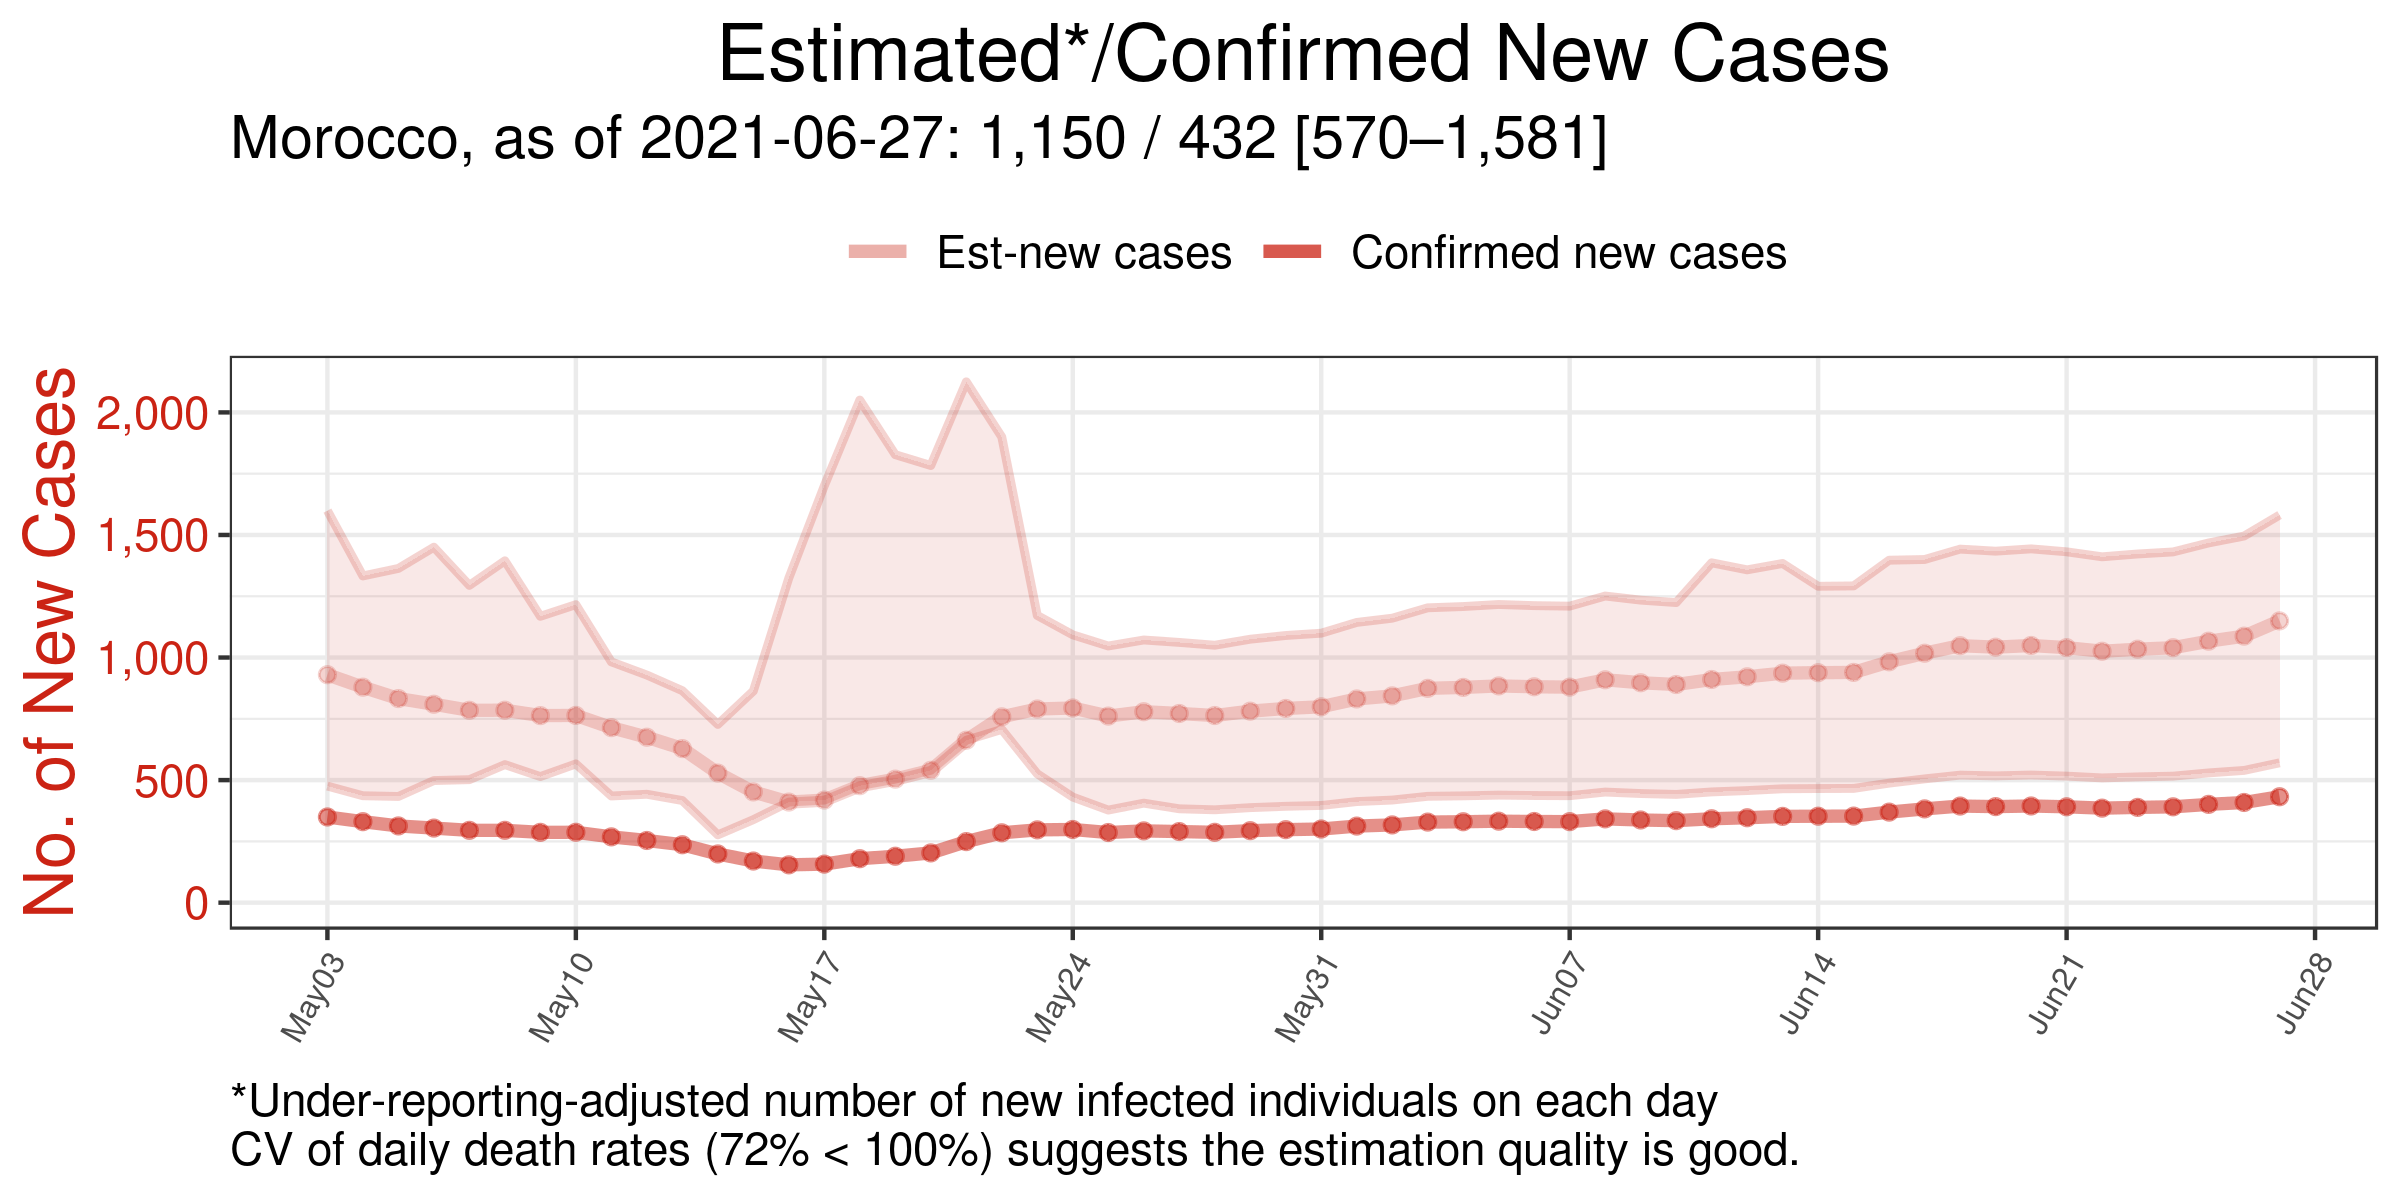 Estimated*/Confirmed New Cases
Morocco, as of 2021-06-27: 1,150 / 432 [570–1,581]
Est-new cases
Confirmed new cases
No. of New Cases
2,000
1,500
1,000
500
0
May03
May10
May17
May24
May31
Jun07
Jun14
Jun21
Jun28
*Under-reporting-adjusted number of new infected individuals on each day
CV of daily death rates (72% < 100%) suggests the estimation quality is good.